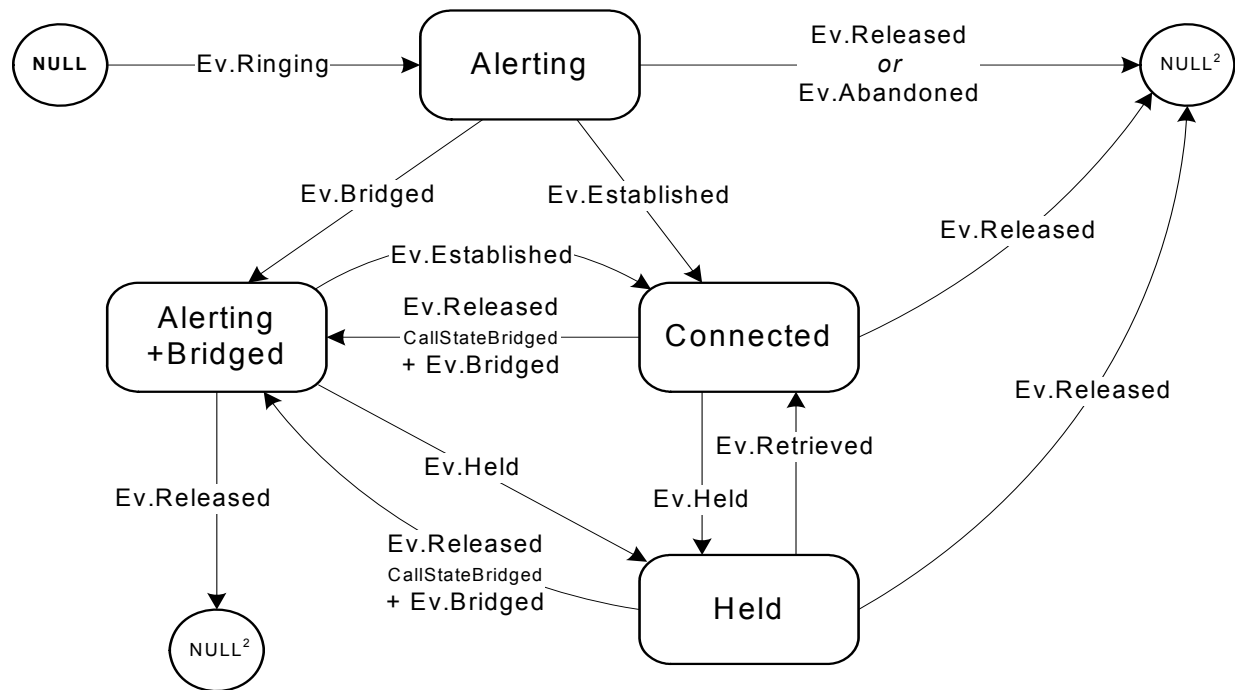 NULL
Ev.Ringing
Alerting
Ev.Released
or
Ev.Abandoned
NULL²
Ev.Bridged
Ev.Established
Ev.Released
Ev.Established
Alerting
+Bridged
Ev.Released
CallStateBridged
+ Ev.Bridged
Connected
Ev.Released
Ev.Held
Ev.Retrieved
Ev.Released
Ev.Held
Ev.Released
CallStateBridged
+ Ev.Bridged
Held
NULL²